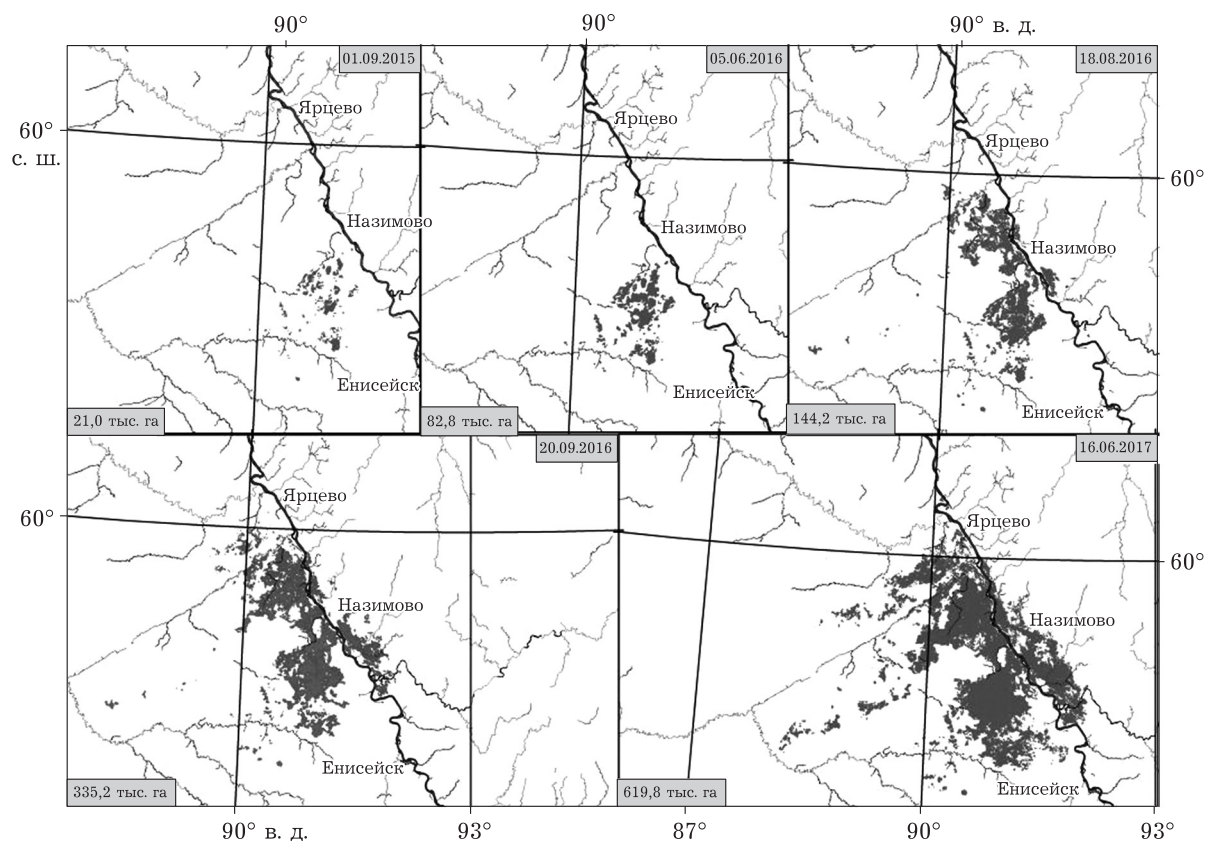 90°
90°
90° в. д.
01.09.2015
05.06.2016
18.08.2016
Ярцево
Ярцево
Ярцево
60°
с. ш.
60°
Назимово
Назимово
Назимово
Енисейск
Енисейск
Енисейск
21,0 тыс. га
82,8 тыс. га
144,2 тыс. га
20.09.2016
16.06.2017
Ярцево
Ярцево
60°
60°
Назимово
Назимово
Енисейск
Енисейск
335,2 тыс. га
619,8 тыс. га
90° в. д.
93°
87°
90°
93°